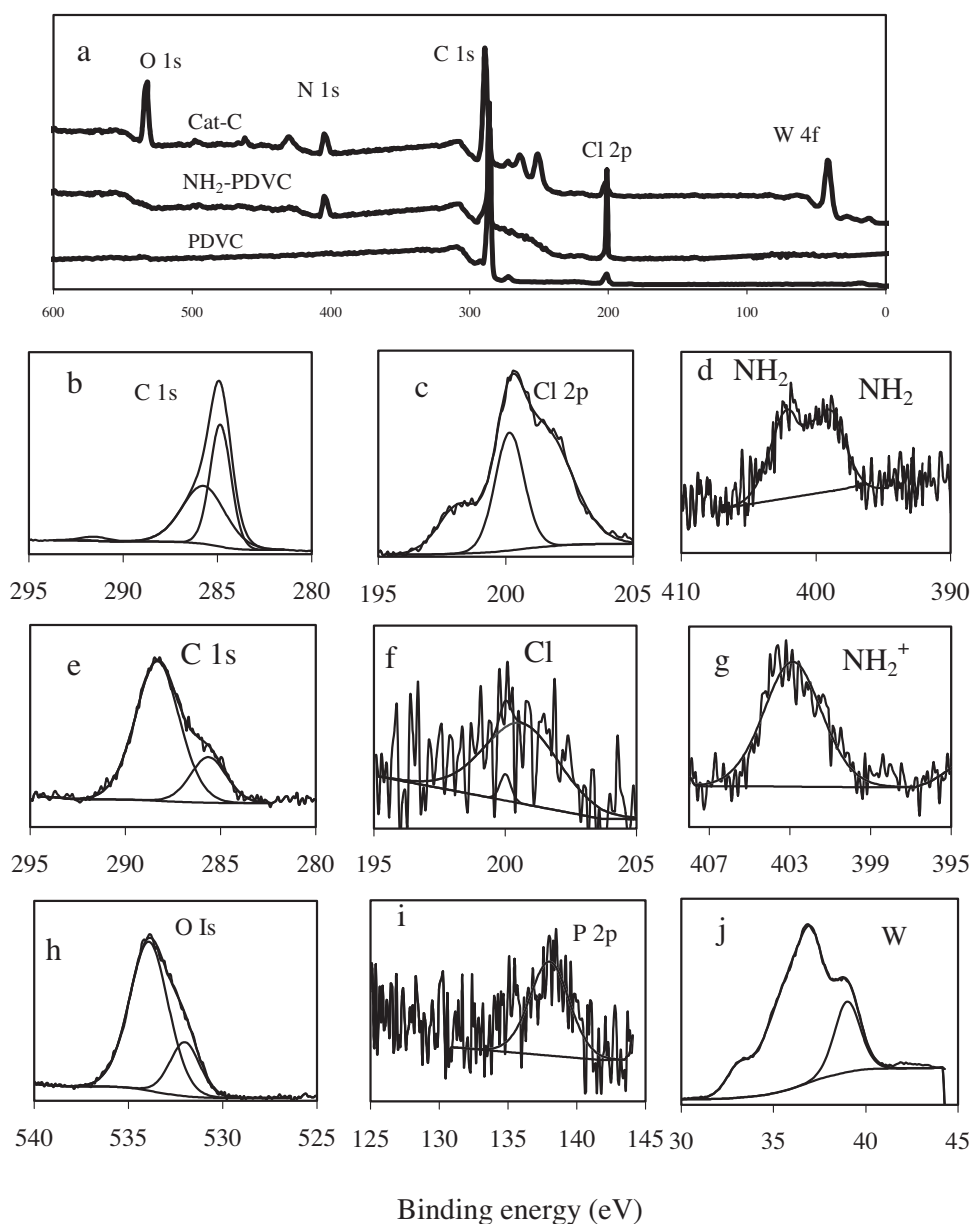 a
O 1s
C 1s
N 1s
Cat-C
W 4f
Cl 2p
NH₂-PDVC
PDVC
600 500 400 300 200 100 0
b
C 1s
c
Cl 2p
d
NH₂
NH₂
295 290 285 280
195 200 205
410 400 390
e
C 1s
f
Cl
g
NH₂⁺
295 290 285 280
195 200 205
407 403 399 395
h
O Is
i
P 2p
j
W
540 534 530 525
125 135 130 138 140 145
30 35 40 45
Binding energy (eV)